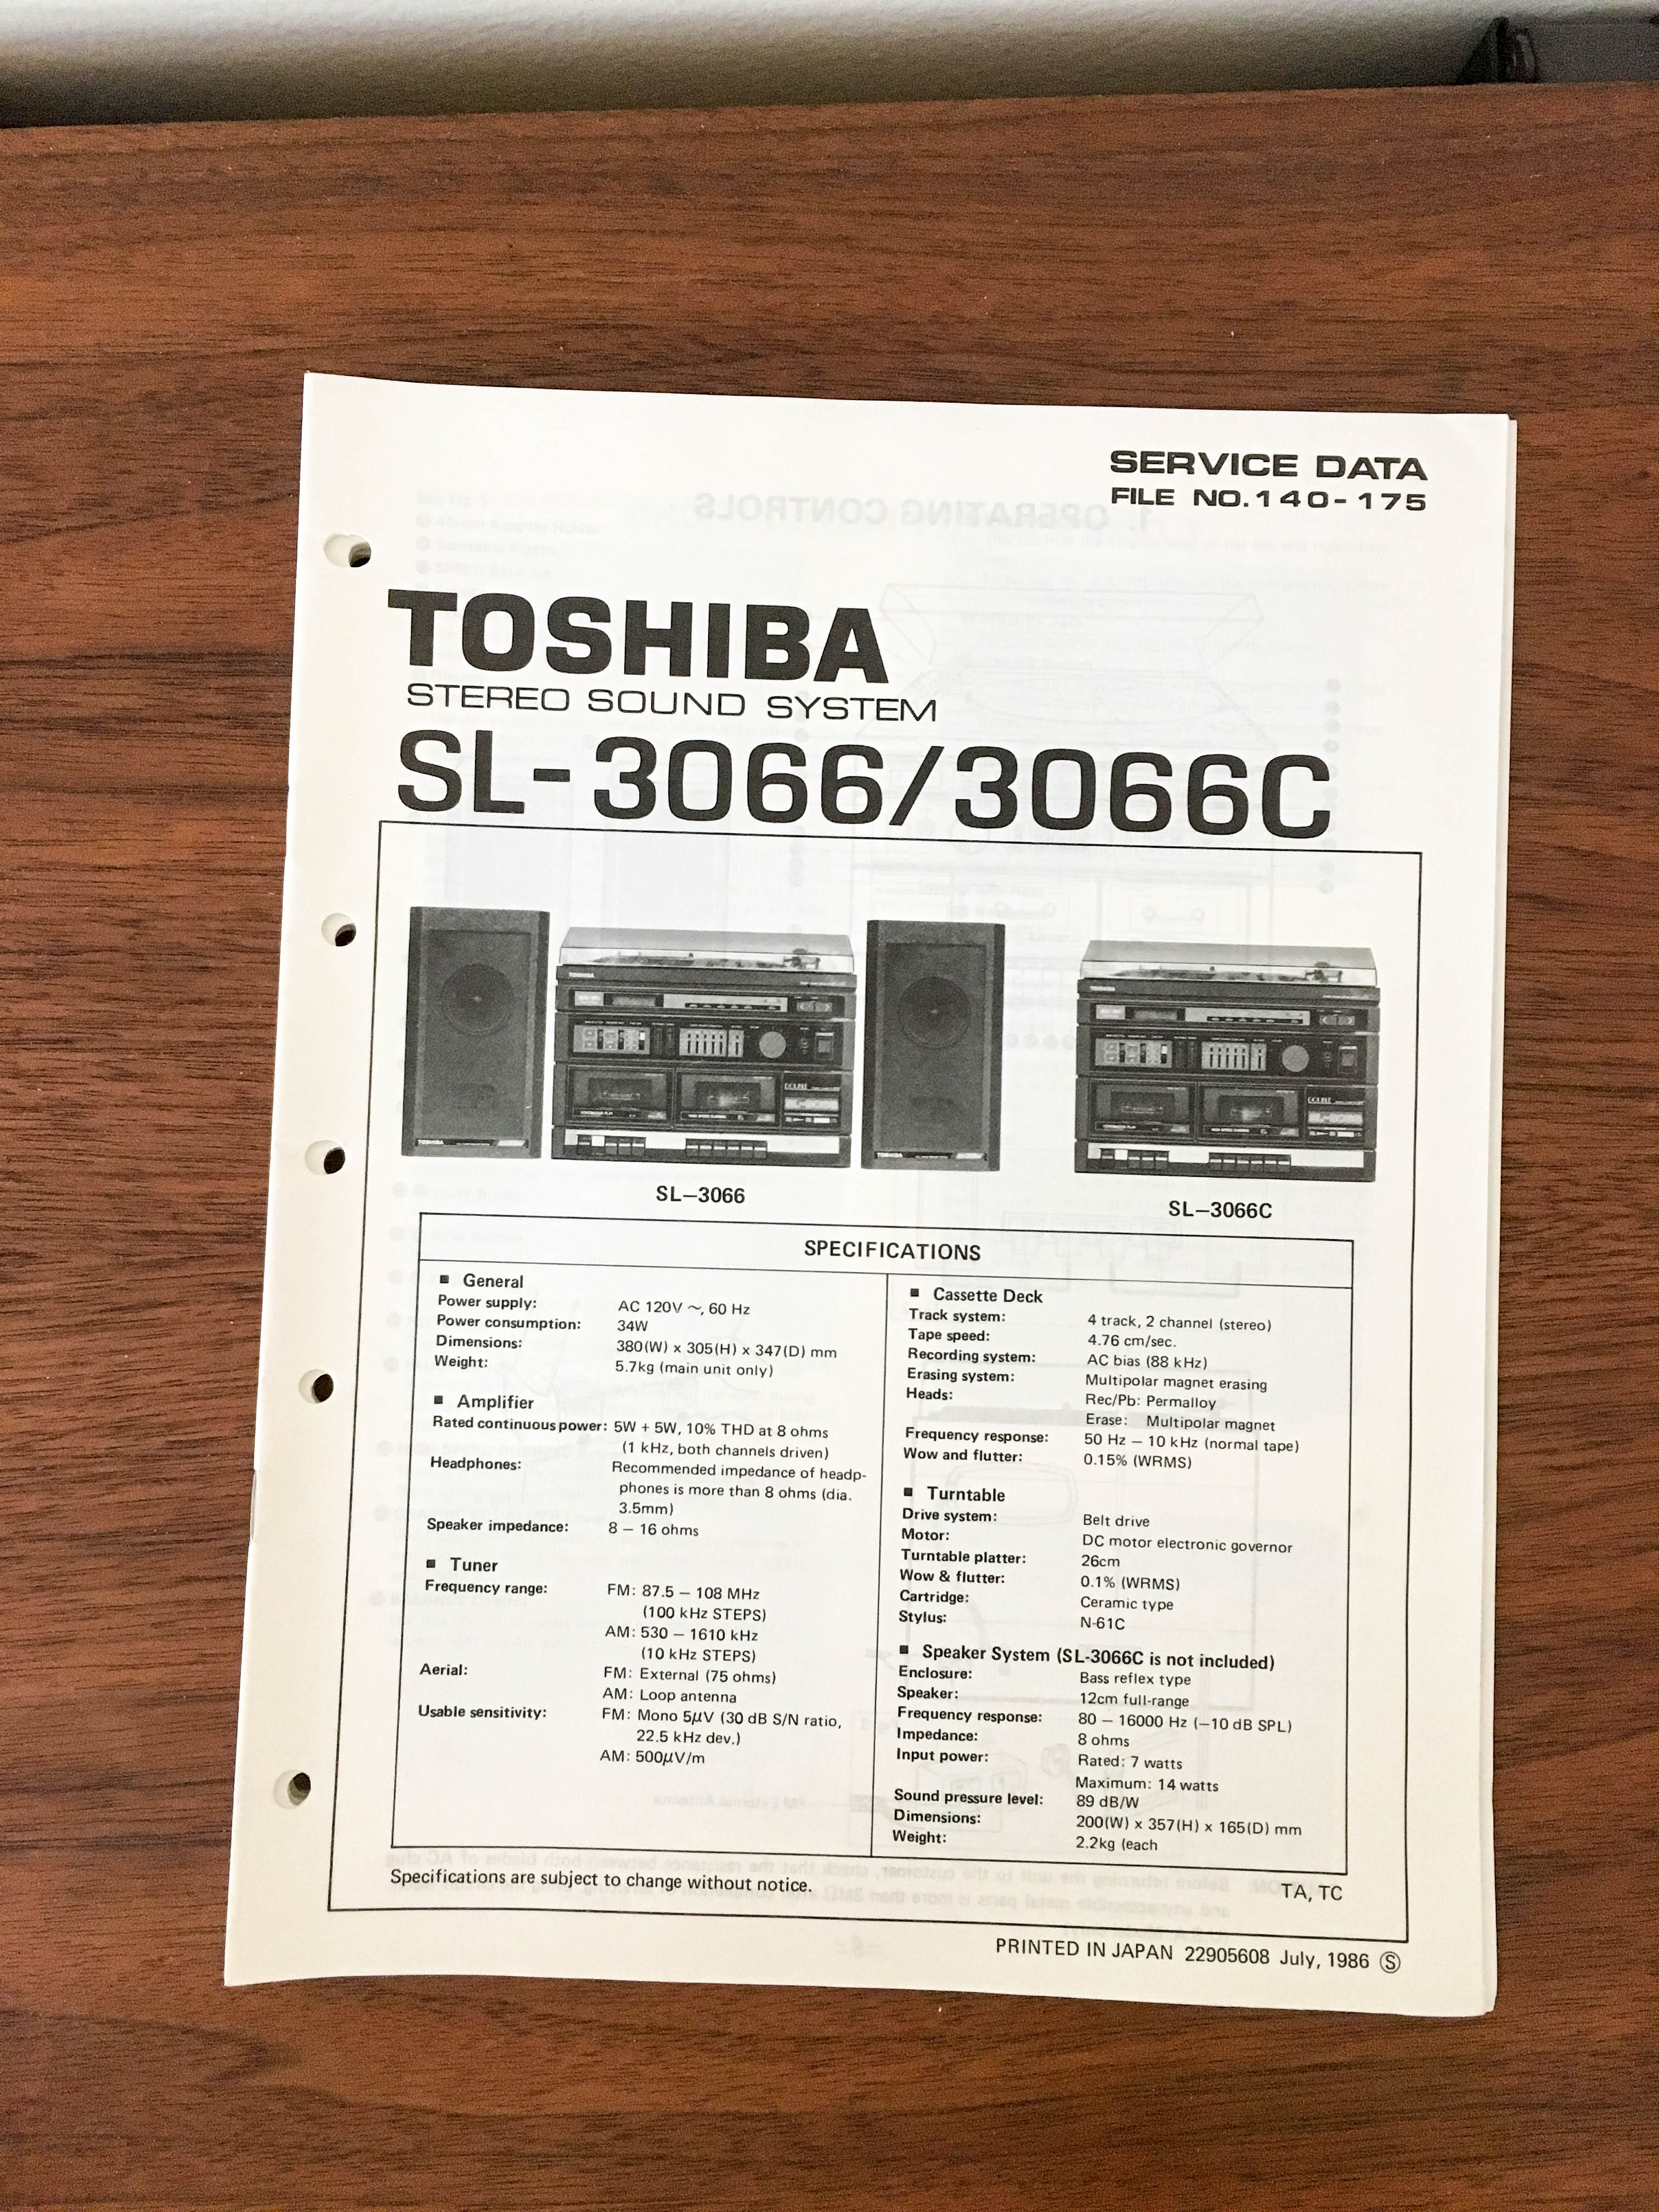 SERVICE DATA
FILE NO.140-175
TOSHIBA
STEREO SOUND SYSTEM
SL-3066/3066C
SL–3066
SL–3066C
SPECIFICATIONS
■ General
Power supply: AC 120V ~, 60 Hz
Power consumption: 34W
Dimensions: 380(W) x 305(H) x 347(D) mm
Weight: 5.7kg (main unit only)
■ Amplifier
Rated continuous power: 5W + 5W, 10% THD at 8 ohms
(1 kHz, both channels driven)
Headphones: Recommended impedance of headp-
phones is more than 8 ohms (dia.
3.5mm)
Speaker impedance: 8 – 16 ohms
■ Tuner
Frequency range: FM: 87.5 – 108 MHz
(100 kHz STEPS)
AM: 530 – 1610 kHz
(10 kHz STEPS)
Aerial: FM: External (75 ohms)
AM: Loop antenna
Usable sensitivity: FM: Mono 5µV (30 dB S/N ratio,
22.5 kHz dev.)
AM: 500µV/m
■ Cassette Deck
Track system: 4 track, 2 channel (stereo)
Tape speed: 4.76 cm/sec.
Recording system: AC bias (88 kHz)
Erasing system: Multipolar magnet erasing
Heads: Rec/Pb: Permalloy
Erase: Multipolar magnet
Frequency response: 50 Hz – 10 kHz (normal tape)
Wow and flutter: 0.15% (WRMS)
■ Turntable
Drive system: Belt drive
Motor: DC motor electronic governor
Turntable platter: 26cm
Wow & flutter: 0.1% (WRMS)
Cartridge: Ceramic type
Stylus: N-61C
■ Speaker System (SL-3066C is not included)
Enclosure: Bass reflex type
Speaker: 12cm full-range
Frequency response: 80 – 16000 Hz (–10 dB SPL)
Impedance: 8 ohms
Input power: Rated: 7 watts
Maximum: 14 watts
Sound pressure level: 89 dB/W
Dimensions: 200(W) x 357(H) x 165(D) mm
Weight: 2.2kg (each
Specifications are subject to change without notice.
TA, TC
PRINTED IN JAPAN 22905608 July, 1986 Ⓢ